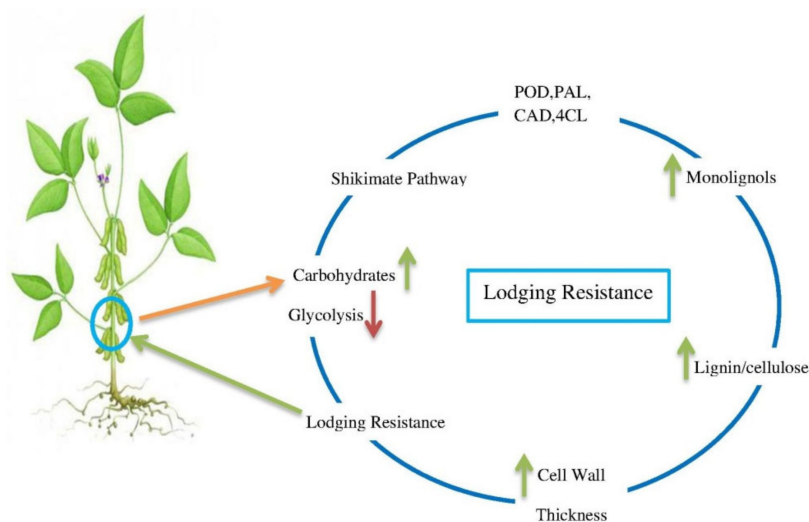 POD,PAL,
CAD,4CL
Shikimate Pathway
Monolignols
Carbohydrates
Lodging Resistance
Glycolysis
Lignin/cellulose
Lodging Resistance
Cell Wall
Thickness